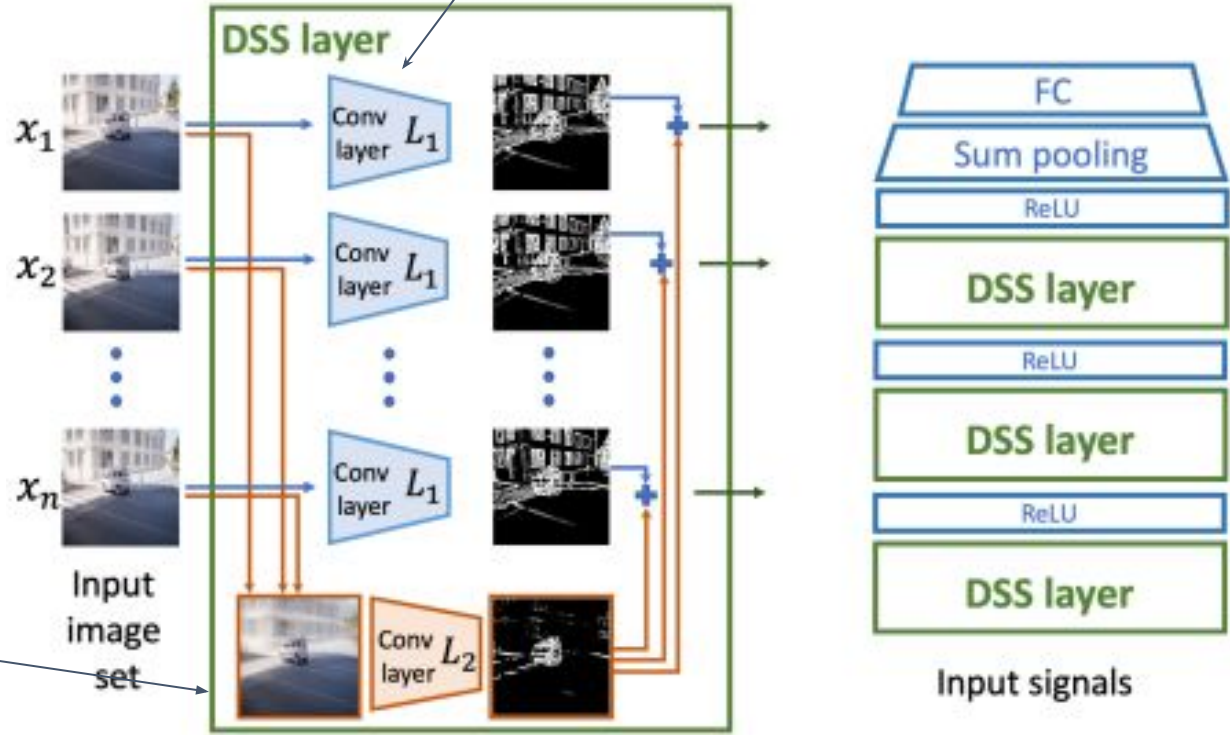 DSS layer
x₁
Conv
layer L₁
x₂
Conv
layer L₁
xₙ
Conv
layer L₁
Input
image
set
Conv
layer L₂
FC
Sum pooling
ReLU
DSS layer
ReLU
DSS layer
ReLU
DSS layer
Input signals